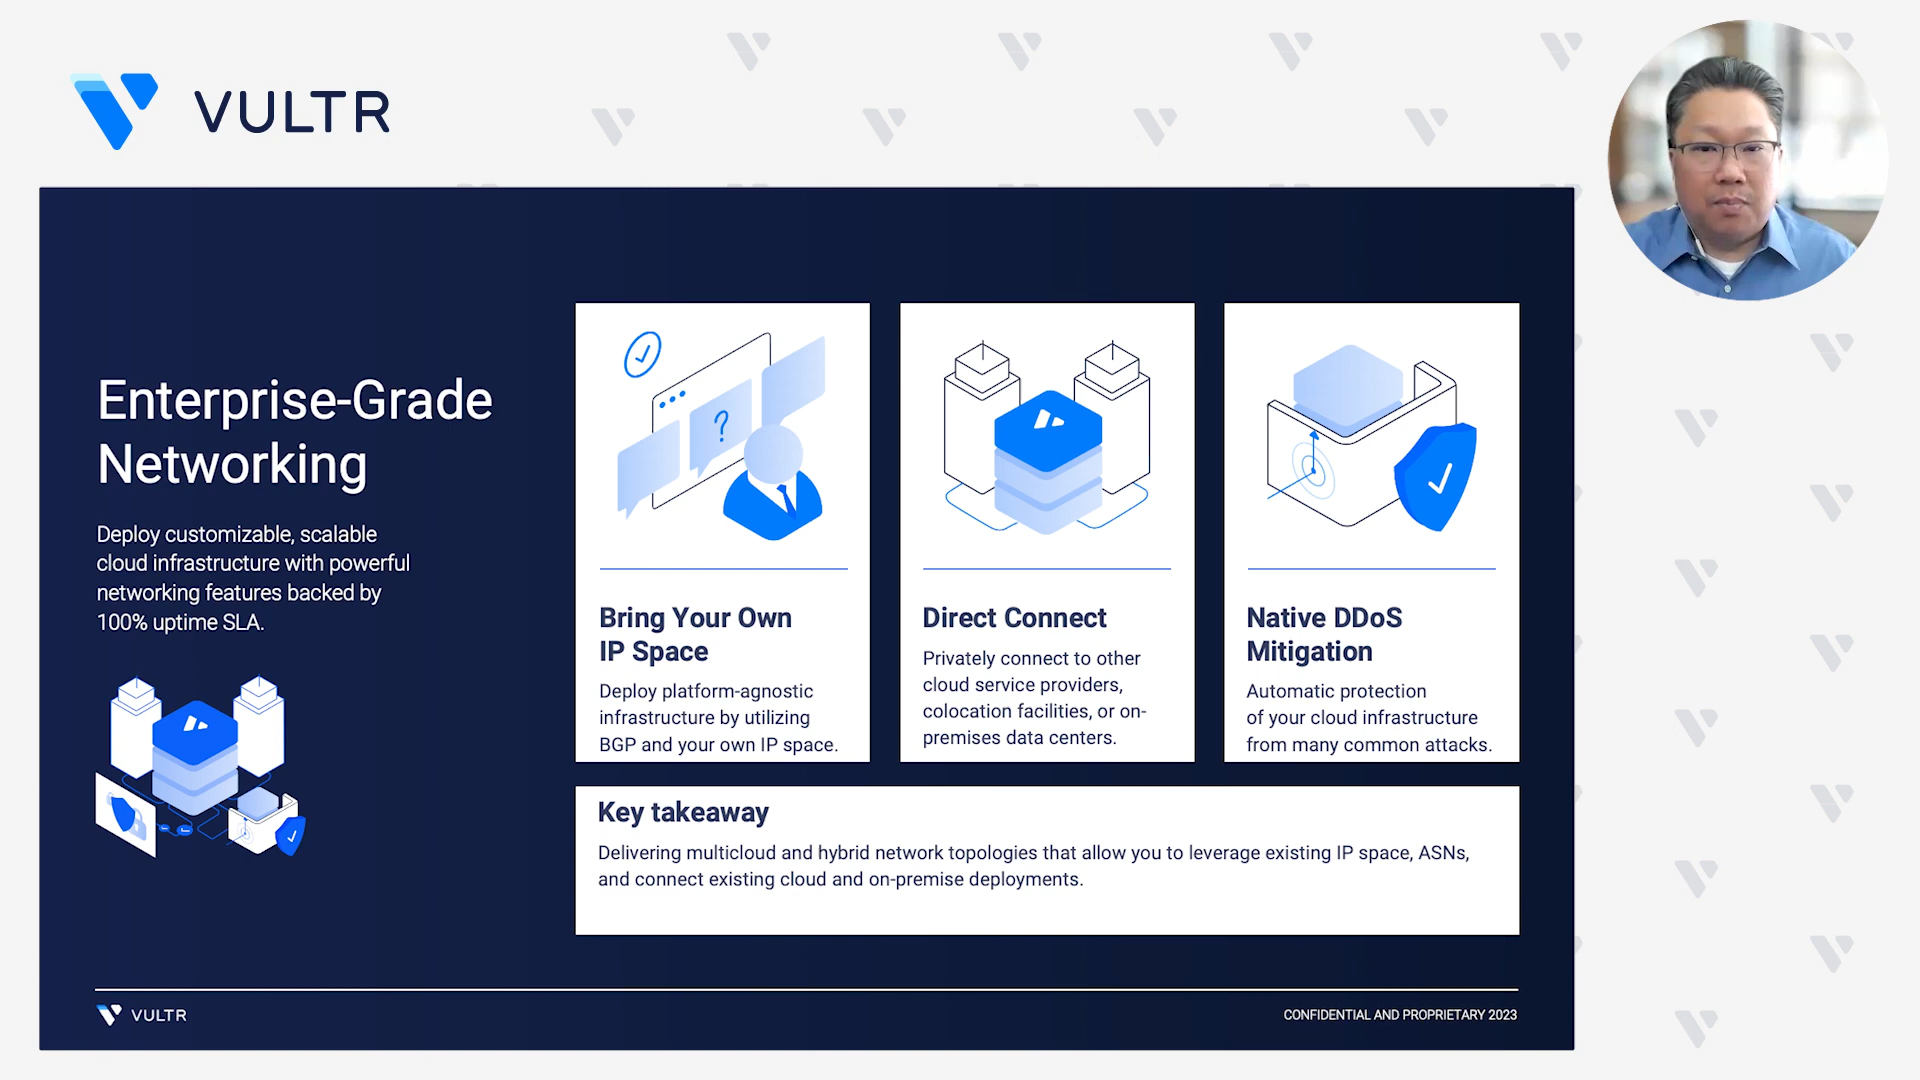 VULTR
Enterprise-Grade
Networking
Deploy customizable, scalable
cloud infrastructure with powerful
networking features backed by
100% uptime SLA.
?
Bring Your Own
IP Space
Deploy platform-agnostic
infrastructure by utilizing
BGP and your own IP space.
Direct Connect
Privately connect to other
cloud service providers,
colocation facilities, or on-
premises data centers.
Native DDoS
Mitigation
Automatic protection
of your cloud infrastructure
from many common attacks.
Key takeaway
Delivering multicloud and hybrid network topologies that allow you to leverage existing IP space, ASNs,
and connect existing cloud and on-premise deployments.
VULTR
CONFIDENTIAL AND PROPRIETARY 2023